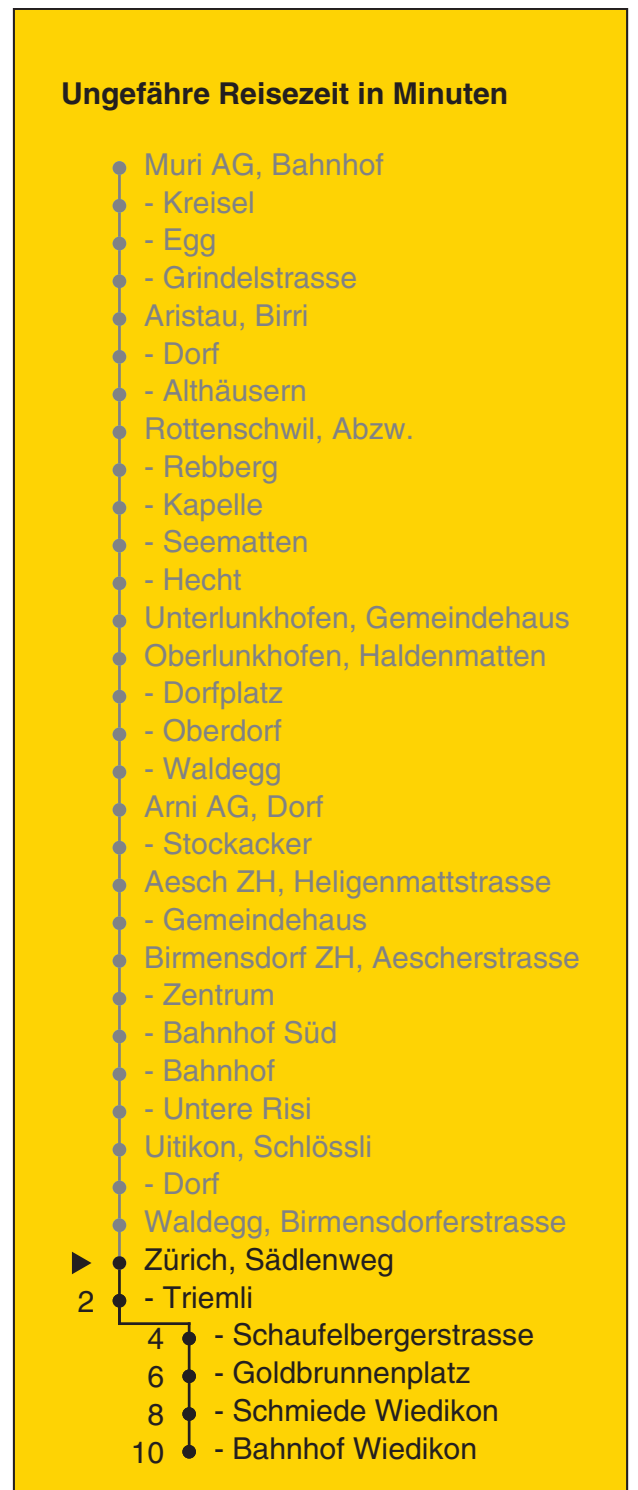 Ungefähre Reisezeit in Minuten
Muri AG, Bahnhof
- Kreisel
- Egg
- Grindelstrasse
Aristau, Birri
- Dorf
- Althäusern
Rottenschwil, Abzw.
- Rebberg
- Kapelle
- Seematten
- Hecht
Unterlunkhofen, Gemeindehaus
Oberlunkhofen, Haldenmatten
- Dorfplatz
- Oberdorf
- Waldegg
Arni AG, Dorf
- Stockacker
Aesch ZH, Heligenmattstrasse
- Gemeindehaus
Birmensdorf ZH, Aescherstrasse
- Zentrum
- Bahnhof Süd
- Bahnhof
- Untere Risi
Uitikon, Schlössli
- Dorf
Waldegg, Birmensdorferstrasse
Zürich, Sädlenweg
2 - Triemli
4 - Schaufelbergerstrasse
6 - Goldbrunnenplatz
8 - Schmiede Wiedikon
10 - Bahnhof Wiedikon